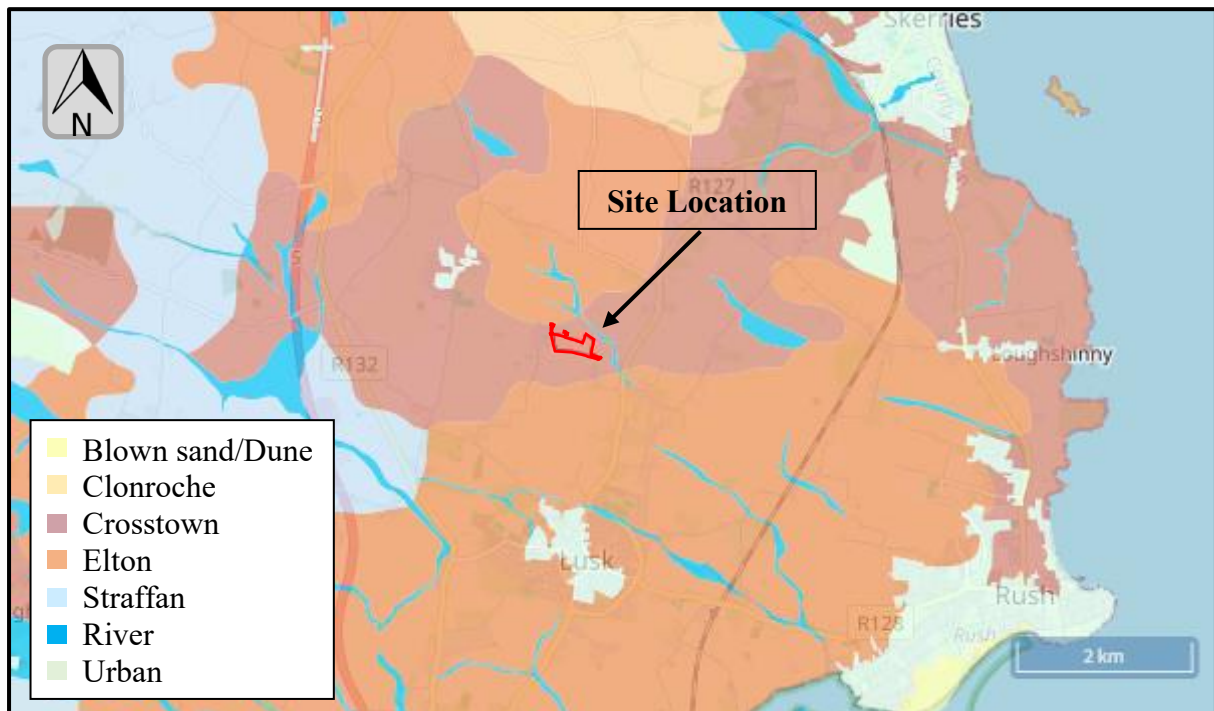 Skerries
N
R127
Site Location
R132
Loughshinny
Blown sand/Dune
Clonroche
Crosstown
Elton
Straffan
River
Urban
Lusk
Rush
R128
Rush
2 km